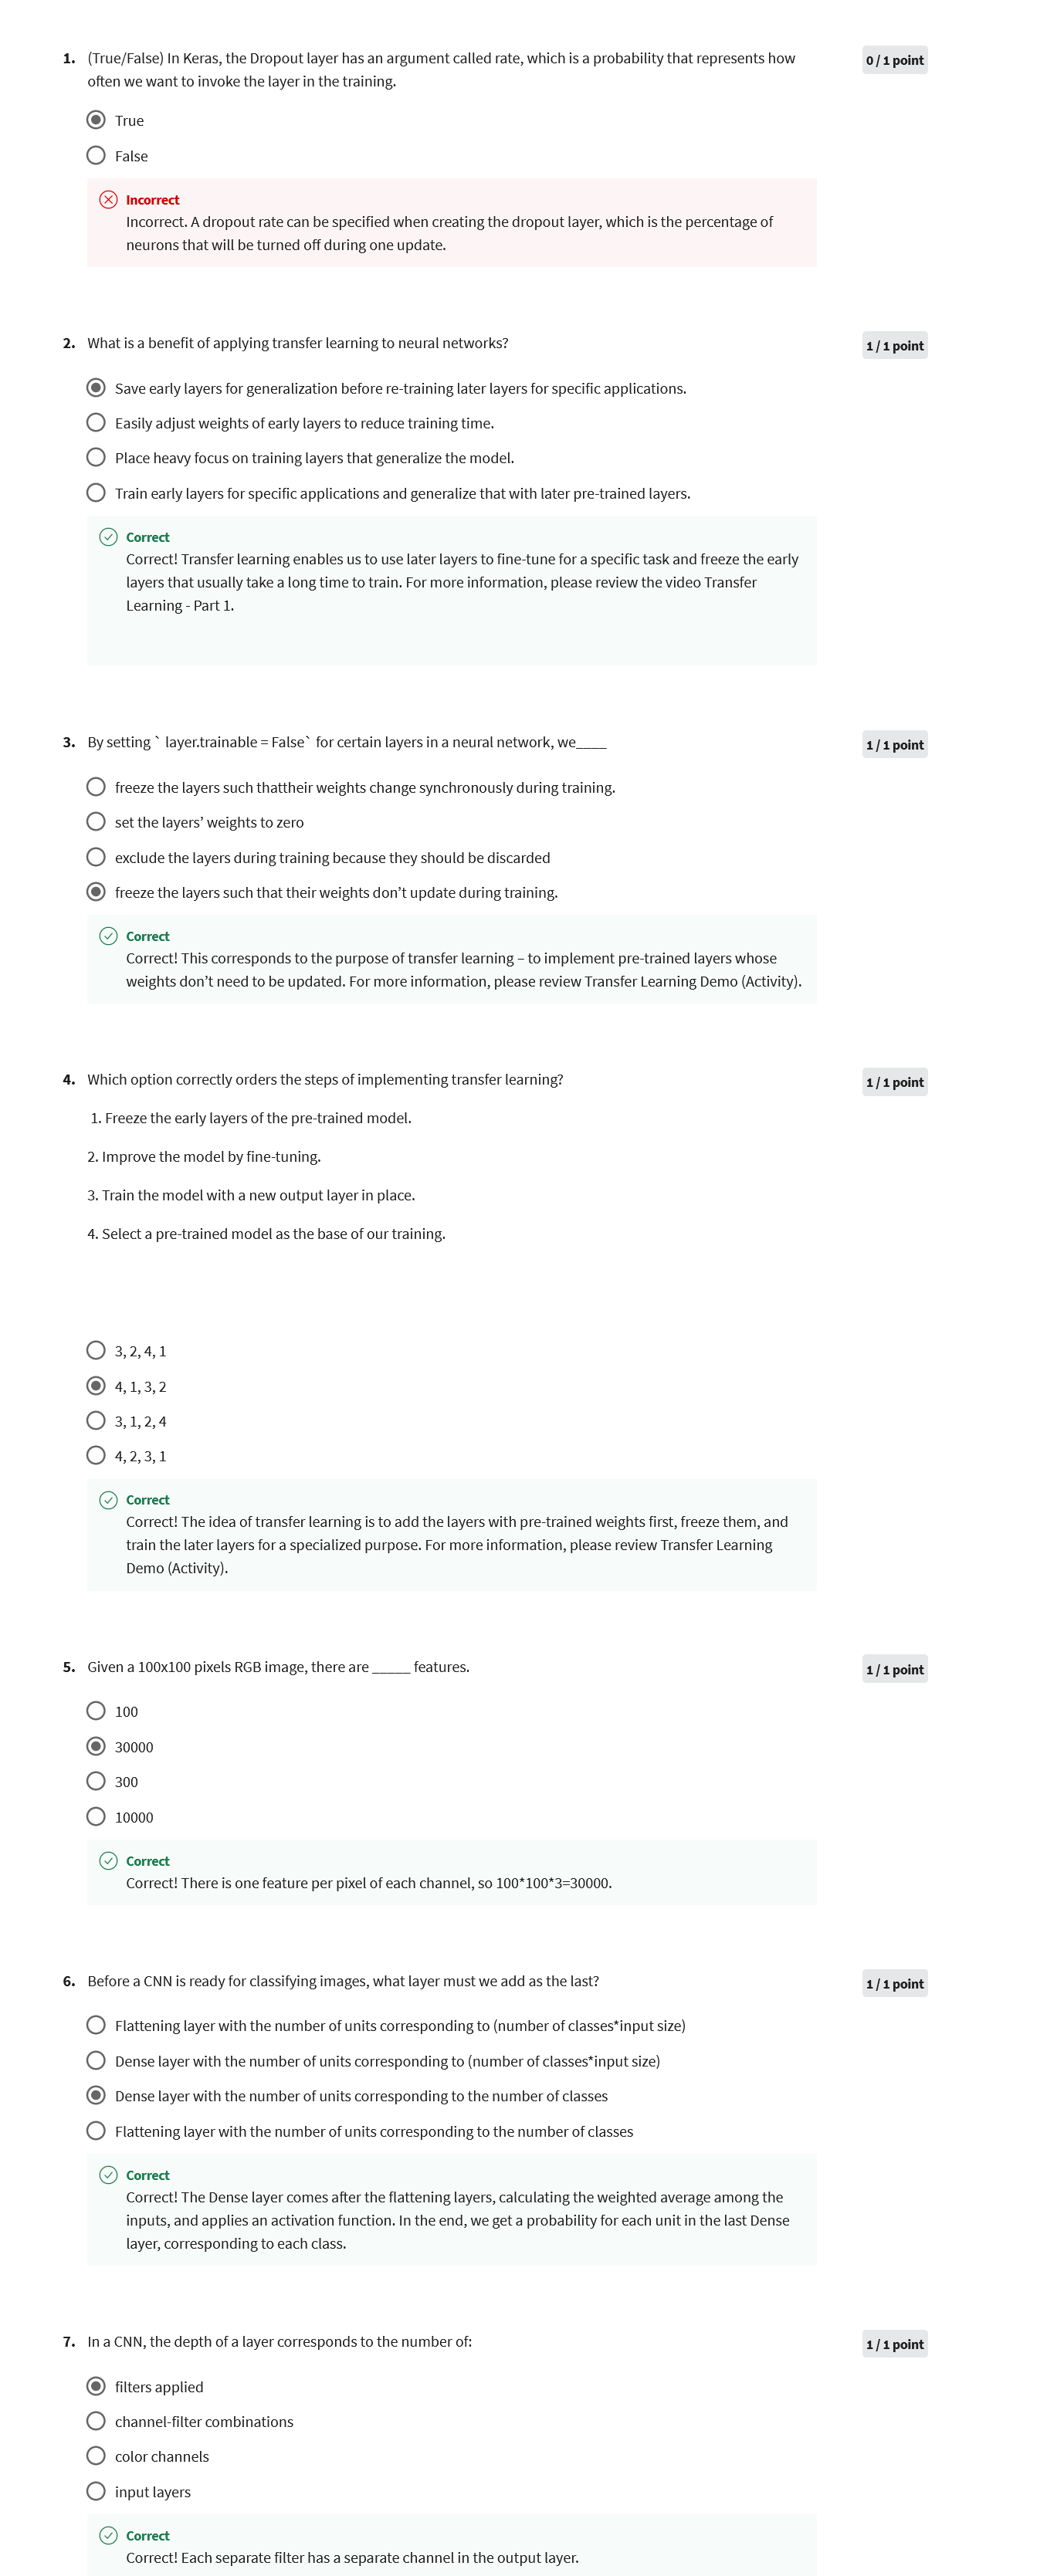 1. (True/False) In Keras, the Dropout layer has an argument called rate, which is a probability that represents how
often we want to invoke the layer in the training.
0 / 1 point
True
False
Incorrect
Incorrect. A dropout rate can be specified when creating the dropout layer, which is the percentage of
neurons that will be turned off during one update.
2. What is a benefit of applying transfer learning to neural networks?
1 / 1 point
Save early layers for generalization before re-training later layers for specific applications.
Easily adjust weights of early layers to reduce training time.
Place heavy focus on training layers that generalize the model.
Train early layers for specific applications and generalize that with later pre-trained layers.
Correct
Correct! Transfer learning enables us to use later layers to fine-tune for a specific task and freeze the early
layers that usually take a long time to train. For more information, please review the video Transfer
Learning - Part 1.
3. By setting ` layer.trainable = False` for certain layers in a neural network, we____
1 / 1 point
freeze the layers such thattheir weights change synchronously during training.
set the layers’ weights to zero
exclude the layers during training because they should be discarded
freeze the layers such that their weights don’t update during training.
Correct
Correct! This corresponds to the purpose of transfer learning – to implement pre-trained layers whose
weights don’t need to be updated. For more information, please review Transfer Learning Demo (Activity).
4. Which option correctly orders the steps of implementing transfer learning?
1 / 1 point
1. Freeze the early layers of the pre-trained model.
2. Improve the model by fine-tuning.
3. Train the model with a new output layer in place.
4. Select a pre-trained model as the base of our training.
3, 2, 4, 1
4, 1, 3, 2
3, 1, 2, 4
4, 2, 3, 1
Correct
Correct! The idea of transfer learning is to add the layers with pre-trained weights first, freeze them, and
train the later layers for a specialized purpose. For more information, please review Transfer Learning
Demo (Activity).
5. Given a 100x100 pixels RGB image, there are _____ features.
1 / 1 point
100
30000
300
10000
Correct
Correct! There is one feature per pixel of each channel, so 100*100*3=30000.
6. Before a CNN is ready for classifying images, what layer must we add as the last?
1 / 1 point
Flattening layer with the number of units corresponding to (number of classes*input size)
Dense layer with the number of units corresponding to (number of classes*input size)
Dense layer with the number of units corresponding to the number of classes
Flattening layer with the number of units corresponding to the number of classes
Correct
Correct! The Dense layer comes after the flattening layers, calculating the weighted average among the
inputs, and applies an activation function. In the end, we get a probability for each unit in the last Dense
layer, corresponding to each class.
7. In a CNN, the depth of a layer corresponds to the number of:
1 / 1 point
filters applied
channel-filter combinations
color channels
input layers
Correct
Correct! Each separate filter has a separate channel in the output layer.